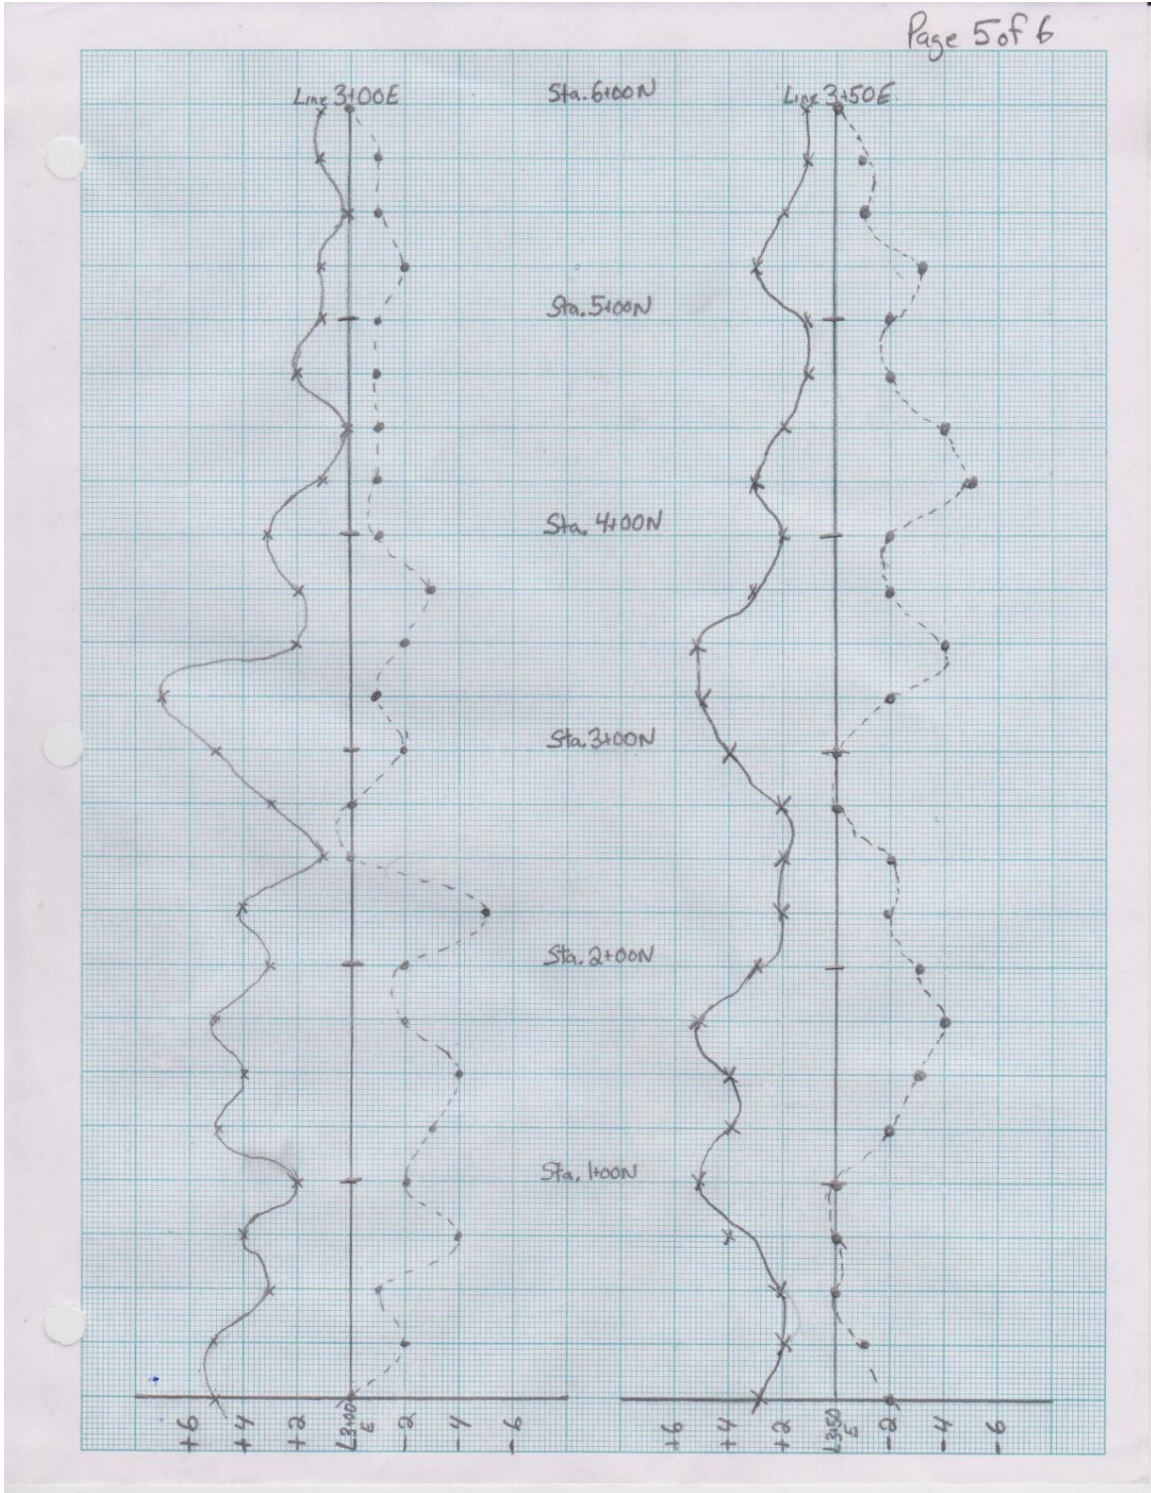 Page 5 of 6
Line 3+00E Sta. 6+00N Line 3+50E
Sta. 5+00N
Sta. 4+00N
Sta. 3+00N
Sta. 2+00N
Sta. 1+00N
+6 +4 +2 L3+00E -2 -4 -6 +6 +4 +2 L3+50E -2 -4 -6